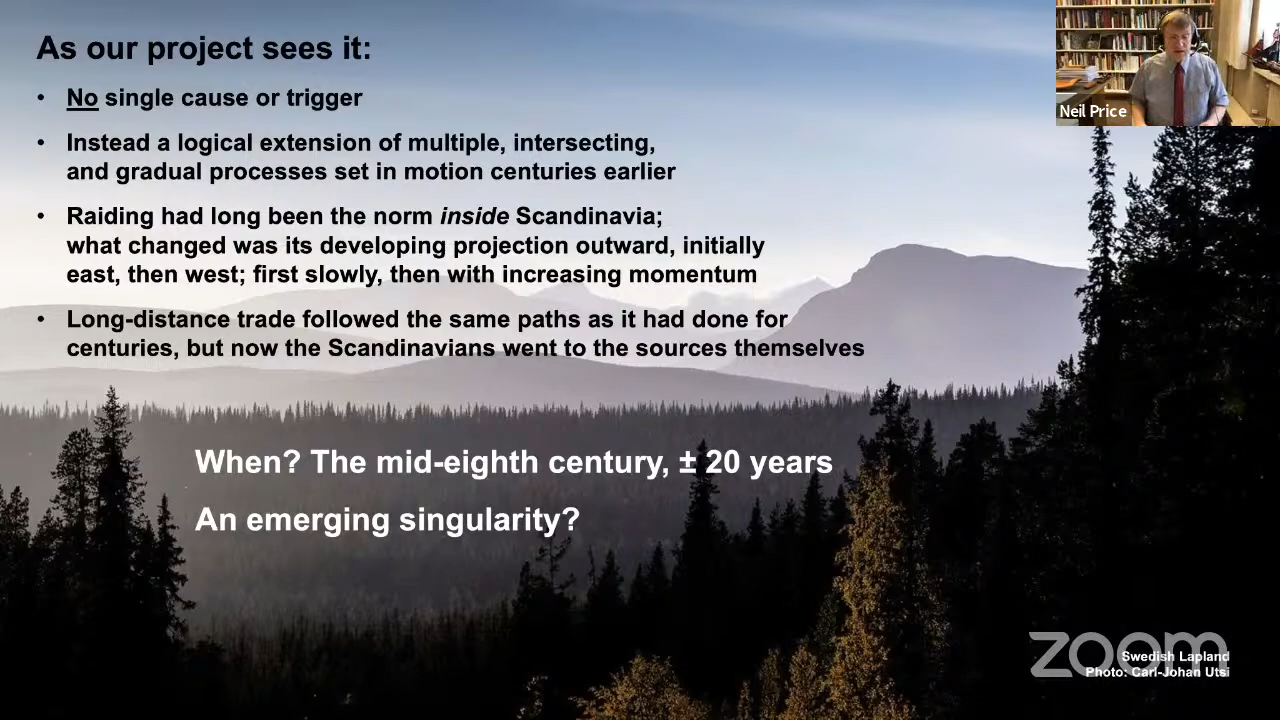 As our project sees it:
• No single cause or trigger
• Instead a logical extension of multiple, intersecting,
and gradual processes set in motion centuries earlier
• Raiding had long been the norm inside Scandinavia;
what changed was its developing projection outward, initially
east, then west; first slowly, then with increasing momentum
• Long-distance trade followed the same paths as it had done for
centuries, but now the Scandinavians went to the sources themselves
When? The mid-eighth century, ± 20 years
An emerging singularity?
Neil Price
zoom
Swedish Lapland
Photo: Carl-Johan Utsi